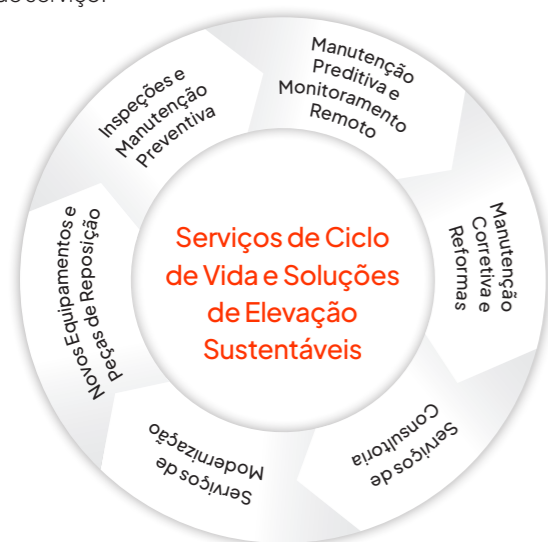 Inspeções e
Manutenção
Preventiva
Manutenção
Preditiva e
Monitoramento
Remoto
Manutenção
Corretiva e
Reformas
Serviços de
Consultoria
Serviços de
Modernização
Novos Equipamentos e
Peças de Reposição
Serviços de Ciclo
de Vida e Soluções
de Elevação
Sustentáveis